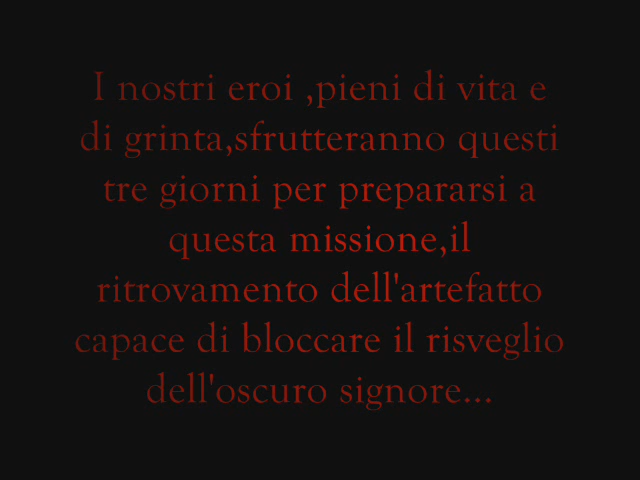 I nostri eroi ,pieni di vita e
di grinta,sfrutteranno questi
tre giorni per prepararsi a
questa missione,il
ritrovamento dell'artefatto
capace di bloccare il risveglio
dell'oscuro signore...